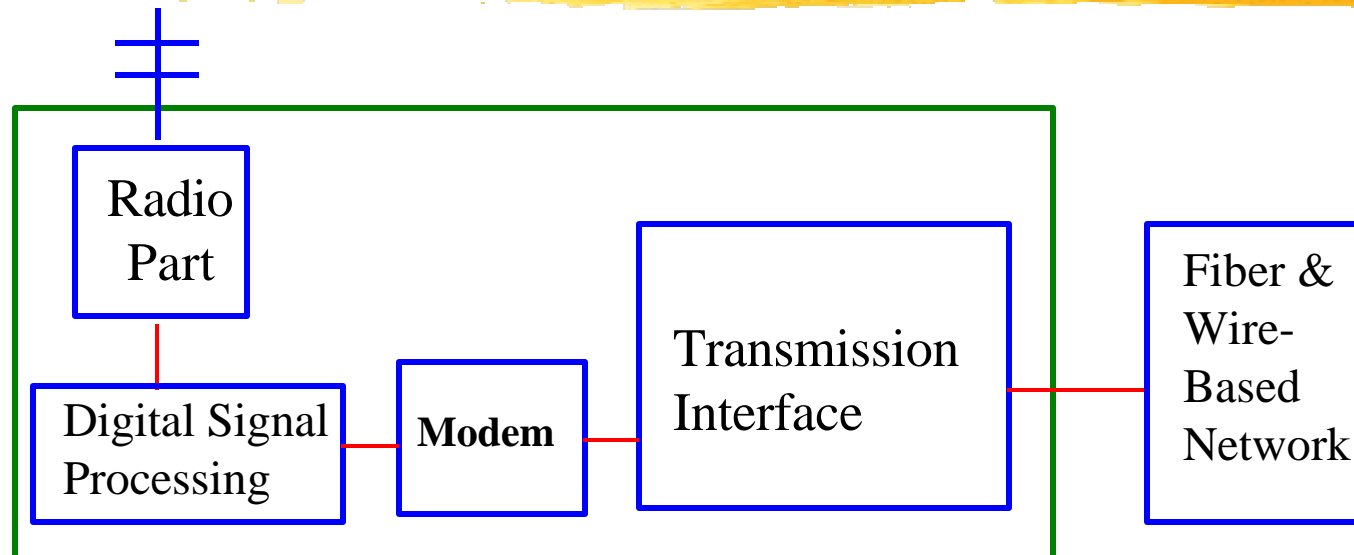 Radio
Part
Digital Signal
Processing
Modem
Transmission
Interface
Fiber &
Wire-
Based
Network